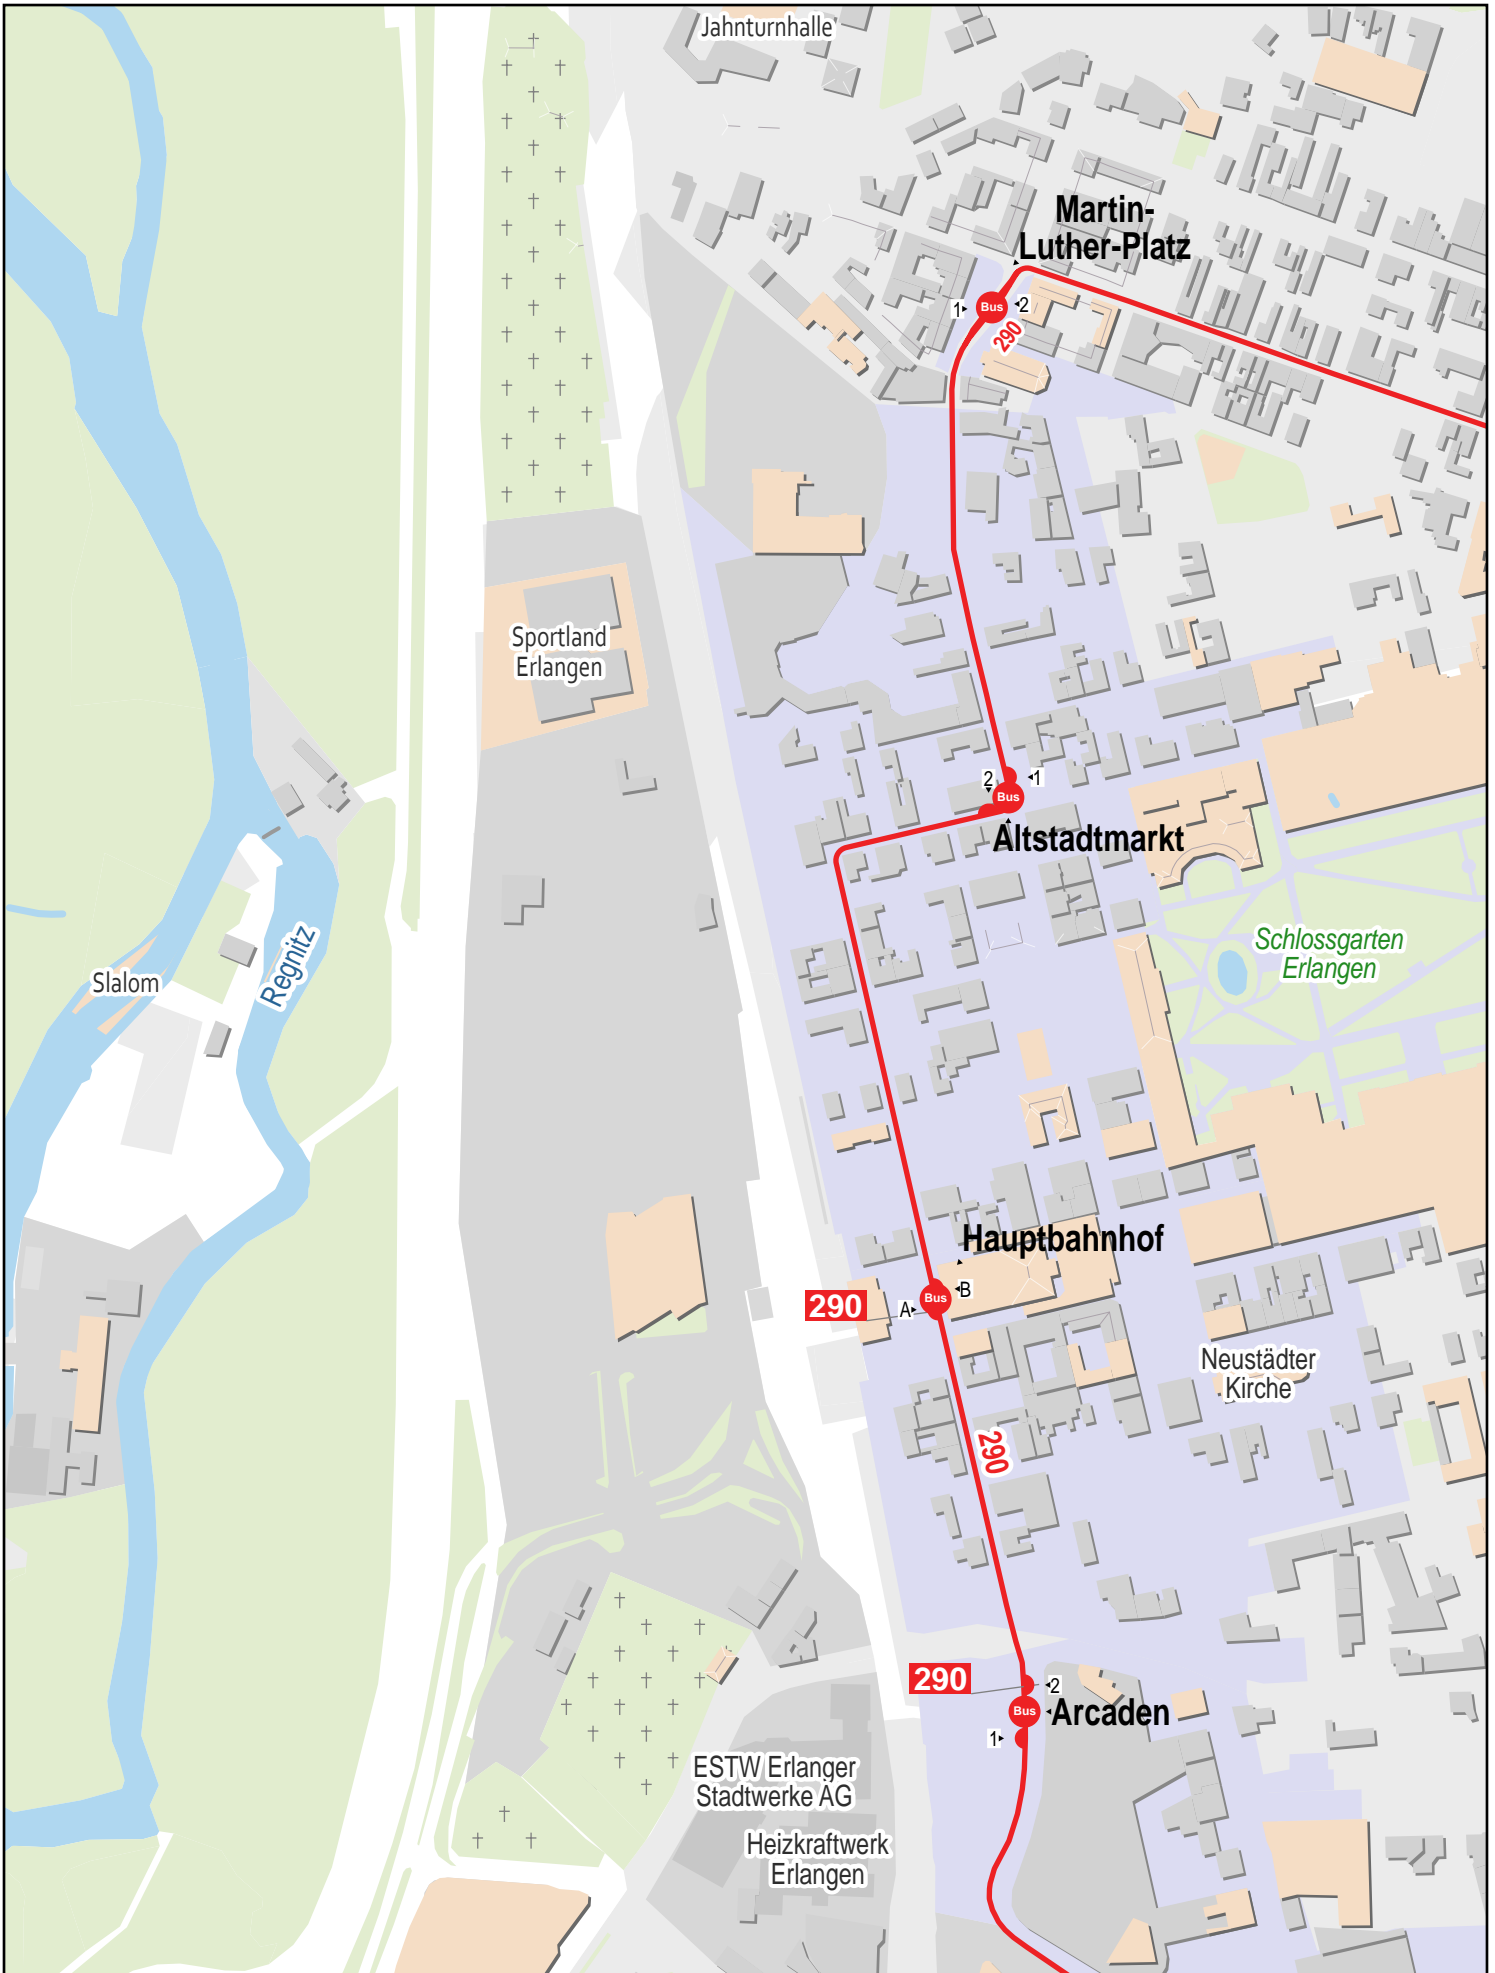 Jahnturnhalle
Martin-
Luther-Platz
1
Bus
2
290
Sportland
Erlangen
2
1
Bus
Altstadtmarkt
Regnitz
Slalom
Schlossgarten
Erlangen
Hauptbahnhof
290
A
Bus
B
Neustädter
Kirche
290
290
2
Bus
Arcaden
1
ESTW Erlanger
Stadtwerke AG
Heizkraftwerk
Erlangen